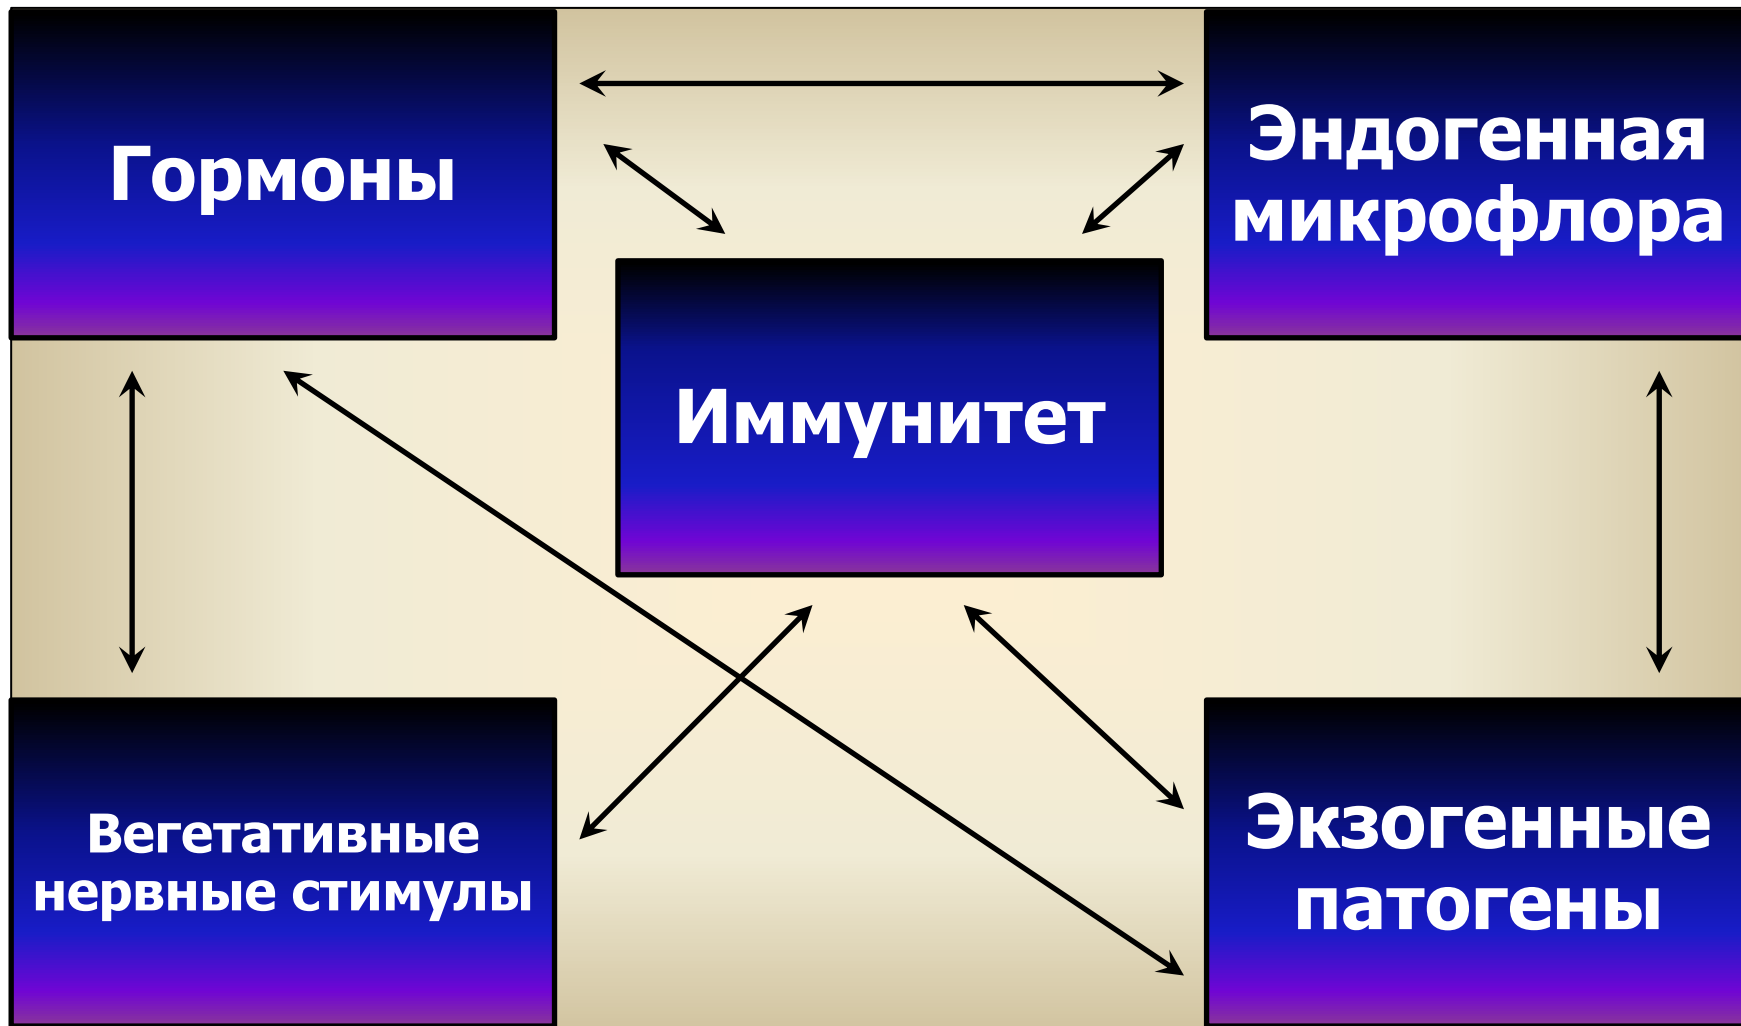 Гормоны
Эндогенная
микрофлора
Иммунитет
Вегетативные
нервные стимулы
Экзогенные
патогены